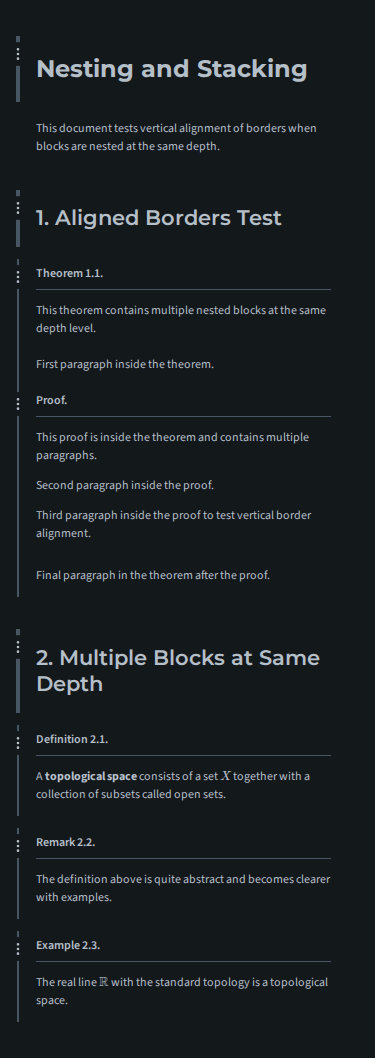 Nesting and Stacking
This document tests vertical alignment of borders when
blocks are nested at the same depth.
1. Aligned Borders Test
Theorem 1.1.
This theorem contains multiple nested blocks at the same
depth level.
First paragraph inside the theorem.
Proof.
This proof is inside the theorem and contains multiple
paragraphs.
Second paragraph inside the proof.
Third paragraph inside the proof to test vertical border
alignment.
Final paragraph in the theorem after the proof.
2. Multiple Blocks at Same
Depth
Definition 2.1.
A topological space consists of a set X together with a
collection of subsets called open sets.
Remark 2.2.
The definition above is quite abstract and becomes clearer
with examples.
Example 2.3.
The real line ℝ with the standard topology is a topological
space.